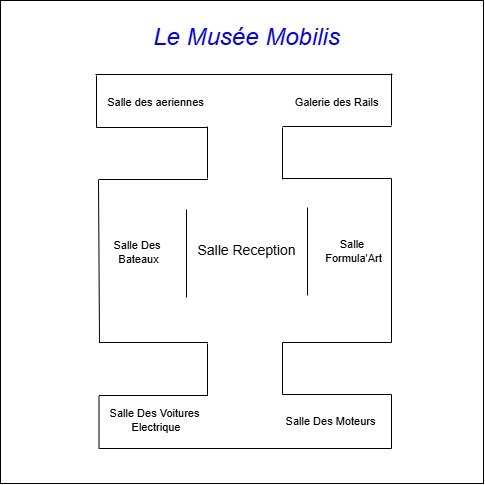 Le Musée Mobilis
Salle des aeriennes
Galerie des Rails
Salle Des
Bateaux
Salle Reception
Salle
Formula'Art
Salle Des Voitures
Electrique
Salle Des Moteurs